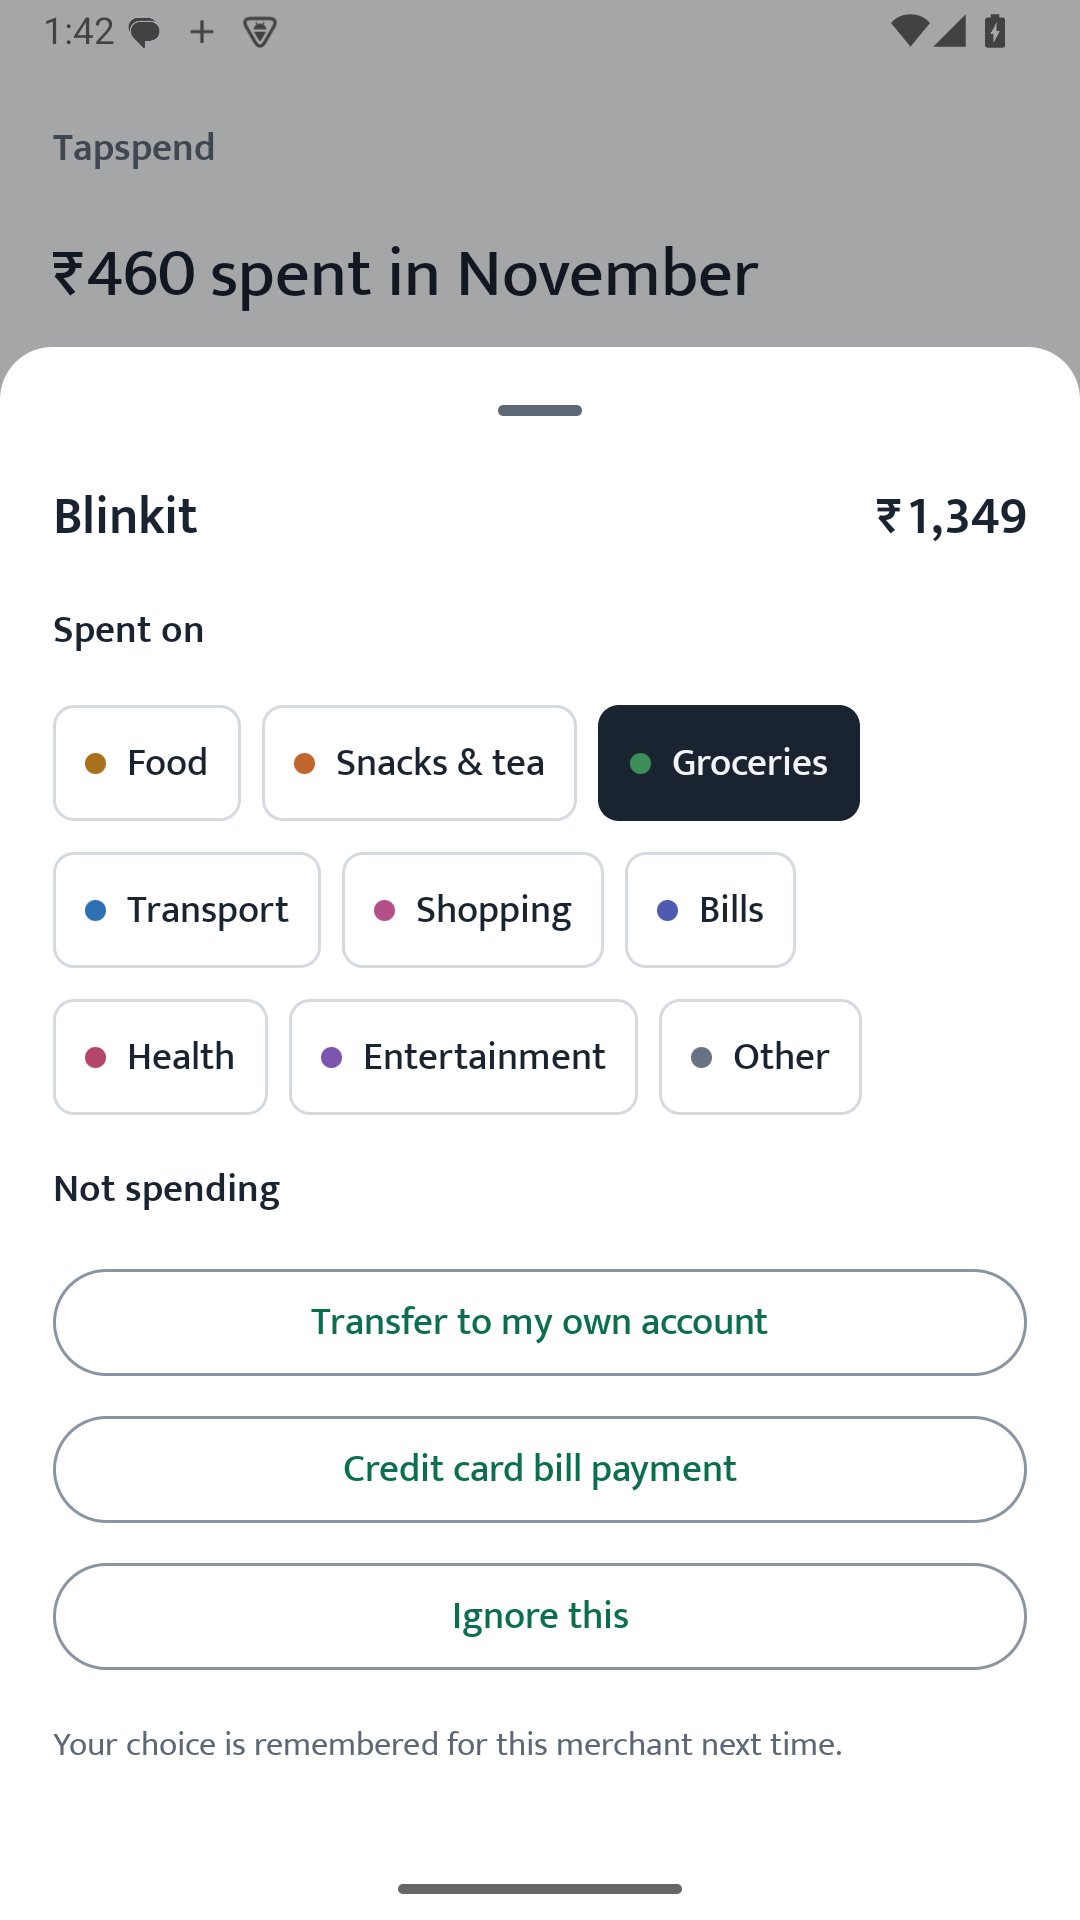 1:42
Tapspend
₹460 spent in November
Blinkit ₹1,349
Spent on
Food Snacks & tea Groceries
Transport Shopping Bills
Health Entertainment Other
Not spending
Transfer to my own account
Credit card bill payment
Ignore this
Your choice is remembered for this merchant next time.